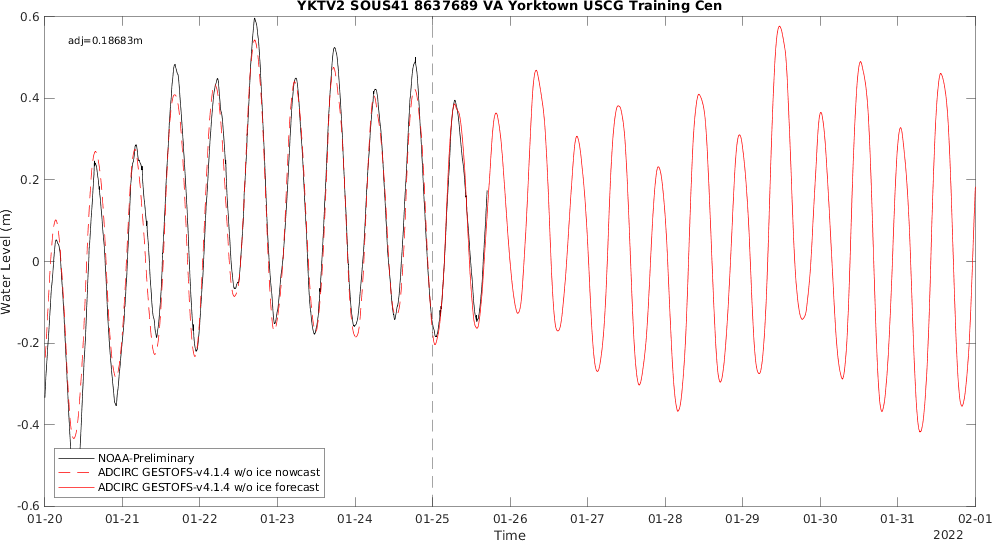 YKTV2 SOUS41 8637689 VA Yorktown USCG Training Cen
adj=0.18683m
0.6
0.4
0.2
0
-0.2
-0.4
-0.6
Water Level (m)
NOAA-Preliminary
ADCIRC GESTOFS-v4.1.4 w/o ice nowcast
ADCIRC GESTOFS-v4.1.4 w/o ice forecast
01-20 01-21 01-22 01-23 01-24 01-25 01-26 01-27 01-28 01-29 01-30 01-31 02-01
Time
2022